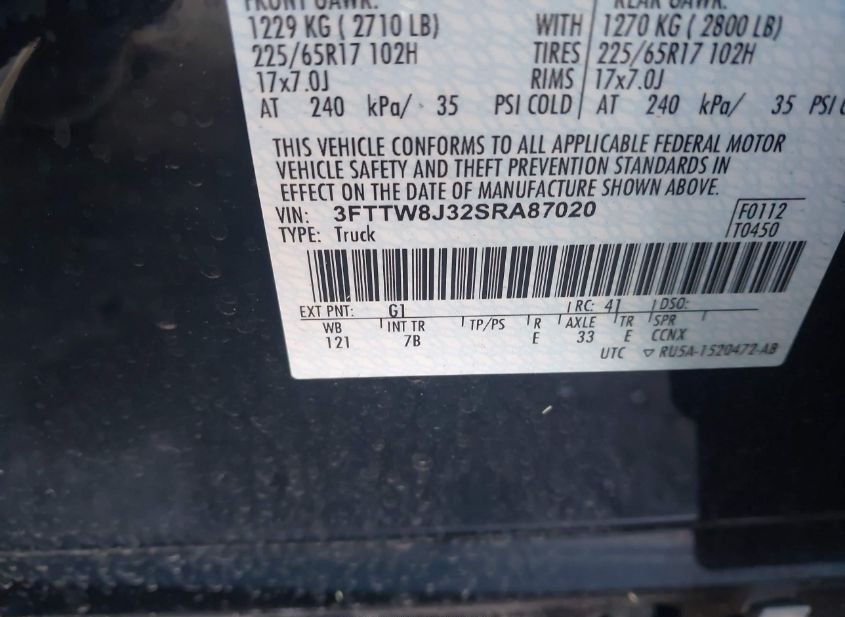 FRONT GAWR: REAR GAWR:
1229 KG ( 2710 LB) WITH 1270 KG ( 2800 LB)
225/65R17 102H TIRES 225/65R17 102H
17x7.0J RIMS 17x7.0J
AT 240 kPa/ 35 PSI COLD AT 240 kPa/ 35 PSI C
THIS VEHICLE CONFORMS TO ALL APPLICABLE FEDERAL MOTOR
VEHICLE SAFETY AND THEFT PREVENTION STANDARDS IN
EFFECT ON THE DATE OF MANUFACTURE SHOWN ABOVE.
VIN: 3FTTW8J32SRA87020 F0112
TYPE: Truck T0450
EXT PNT: G1 RC: 41 DSO:
WB INT TR TP/PS R AXLE TR SPR
121 7B E 33 E CCNX
UTC ▽ RU5A-1520472-AB